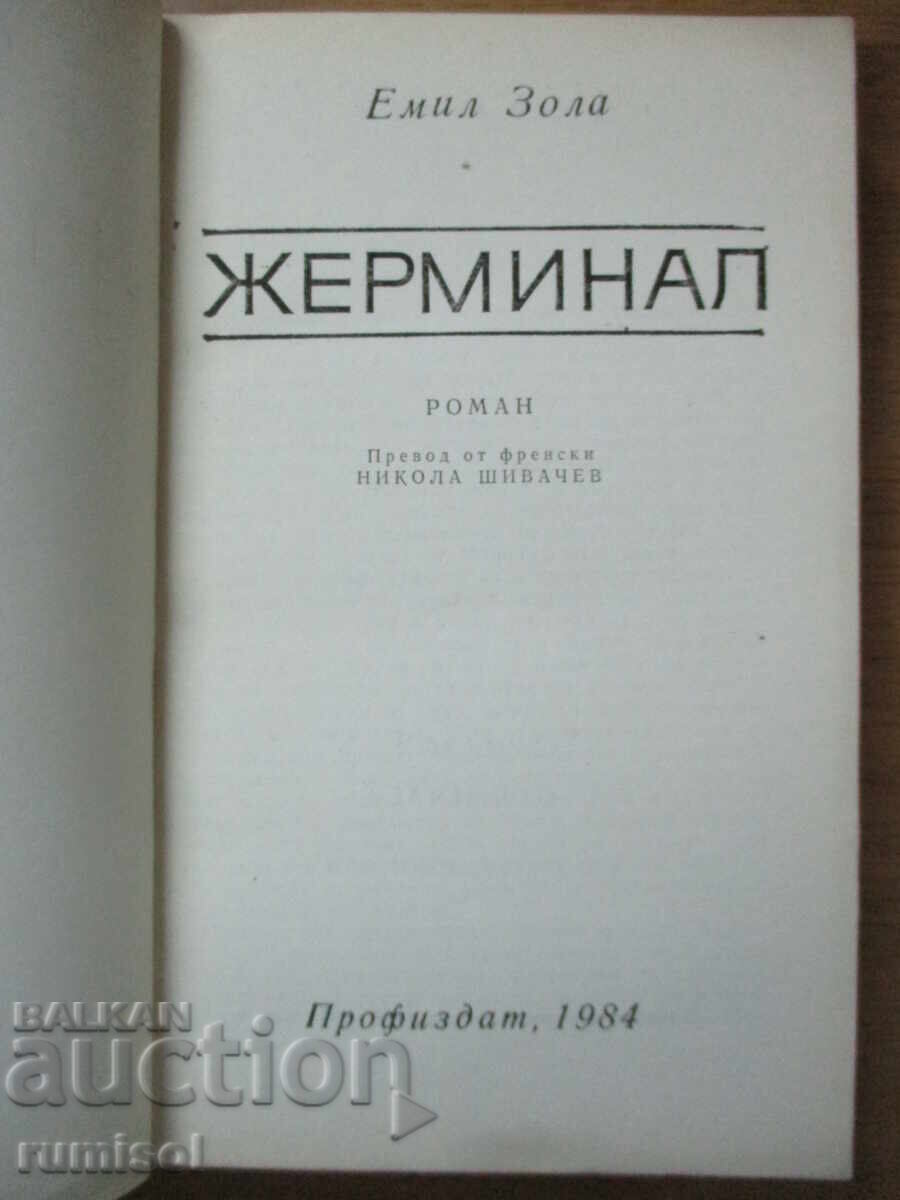 Емил Зола
ЖЕРМИНАЛ
РОМАН
Превод от френски
НИКОЛА ШИВАЧЕВ
Профиздат, 1984
BALKAN
auction
rumisol